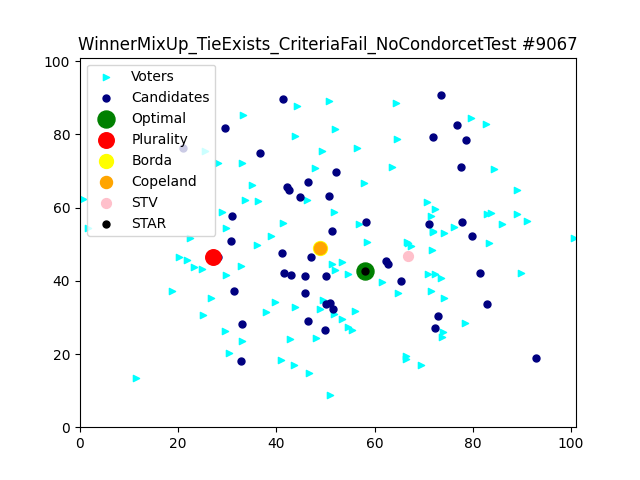 WinnerMixUp_TieExists_CriteriaFail_NoCondorcetTest #9067
100
80
60
40
20
0
Voters
Candidates
Optimal
Plurality
Borda
Copeland
STV
STAR
0 20 40 60 80 100